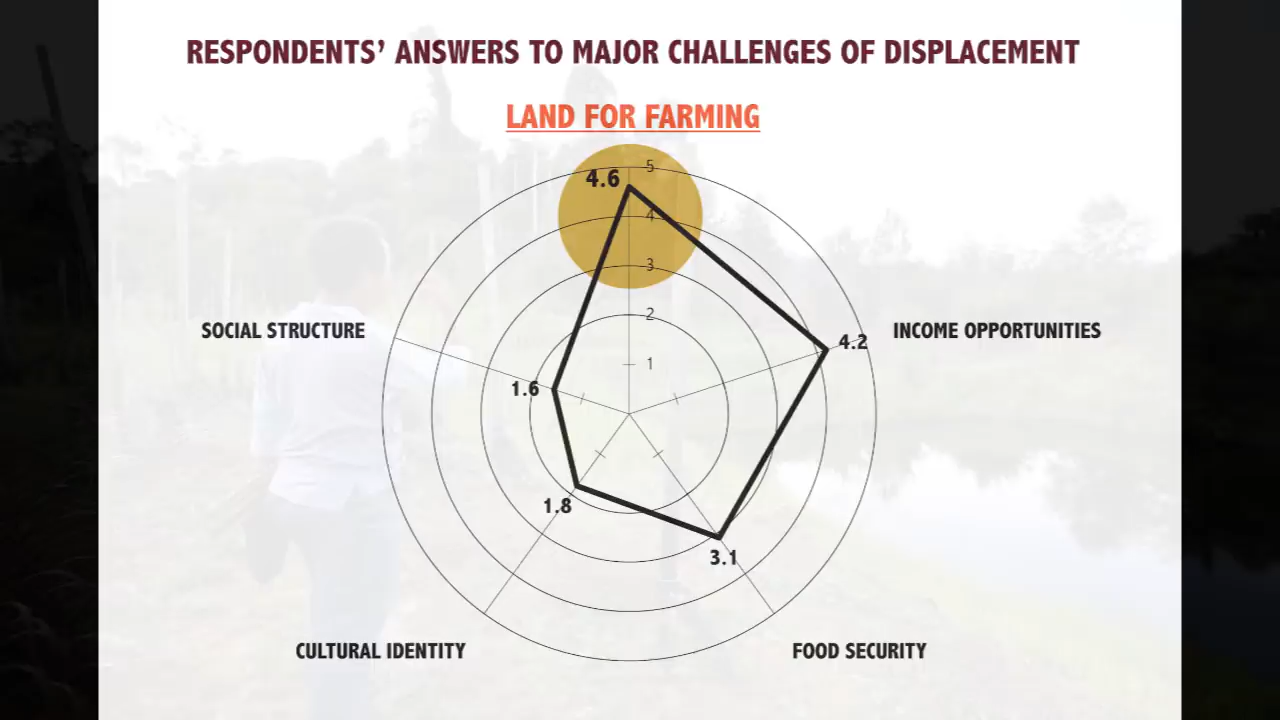 RESPONDENTS’ ANSWERS TO MAJOR CHALLENGES OF DISPLACEMENT
LAND FOR FARMING
5
4.6
4
3
2
SOCIAL STRUCTURE
INCOME OPPORTUNITIES
4.2
1
1.6
1.8
3.1
CULTURAL IDENTITY
FOOD SECURITY